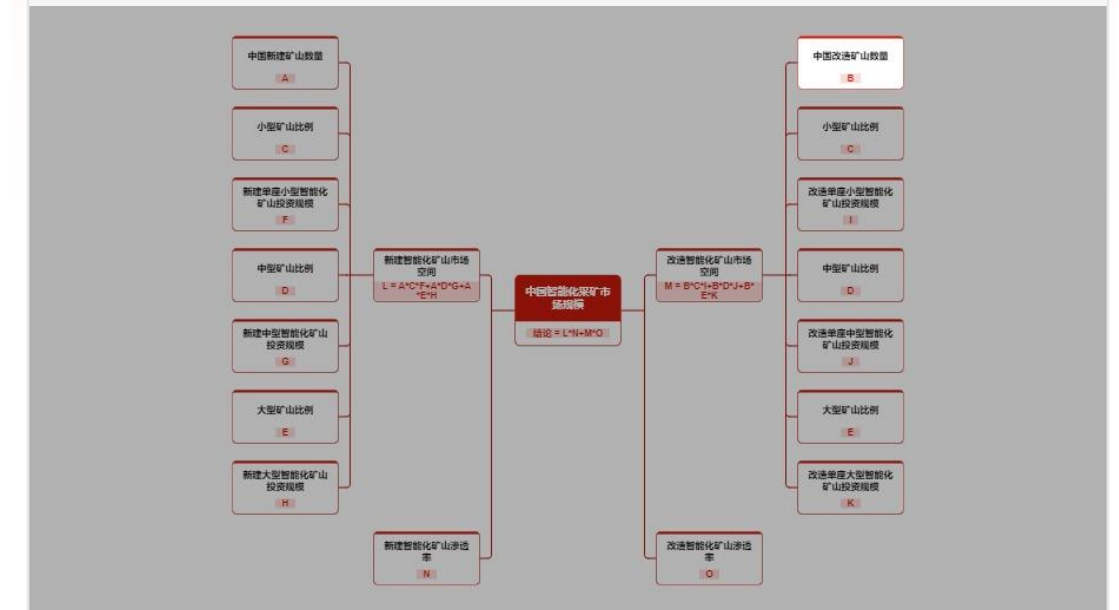 中国新建矿山数量
A
小型矿山比例
C
新建单座小型智能化
矿山投资规模
F
中型矿山比例
D
新建中型智能化矿山
投资规模
G
大型矿山比例
E
新建大型智能化矿山
投资规模
H
新建智能化矿山市场
空间
L = A*C*F+A*D*G+A
*E*H
新建智能化矿山渗透
率
N
中国智能化采矿市
场规模
结论 = L*N+M*O
改造智能化矿山市场
空间
M = B*C*I+B*D*J+B*
E*K
改造智能化矿山渗透
率
O
中国改造矿山数量
B
小型矿山比例
C
改造单座小型智能化
矿山投资规模
I
中型矿山比例
D
改造单座中型智能化
矿山投资规模
J
大型矿山比例
E
改造单座大型智能化
矿山投资规模
K